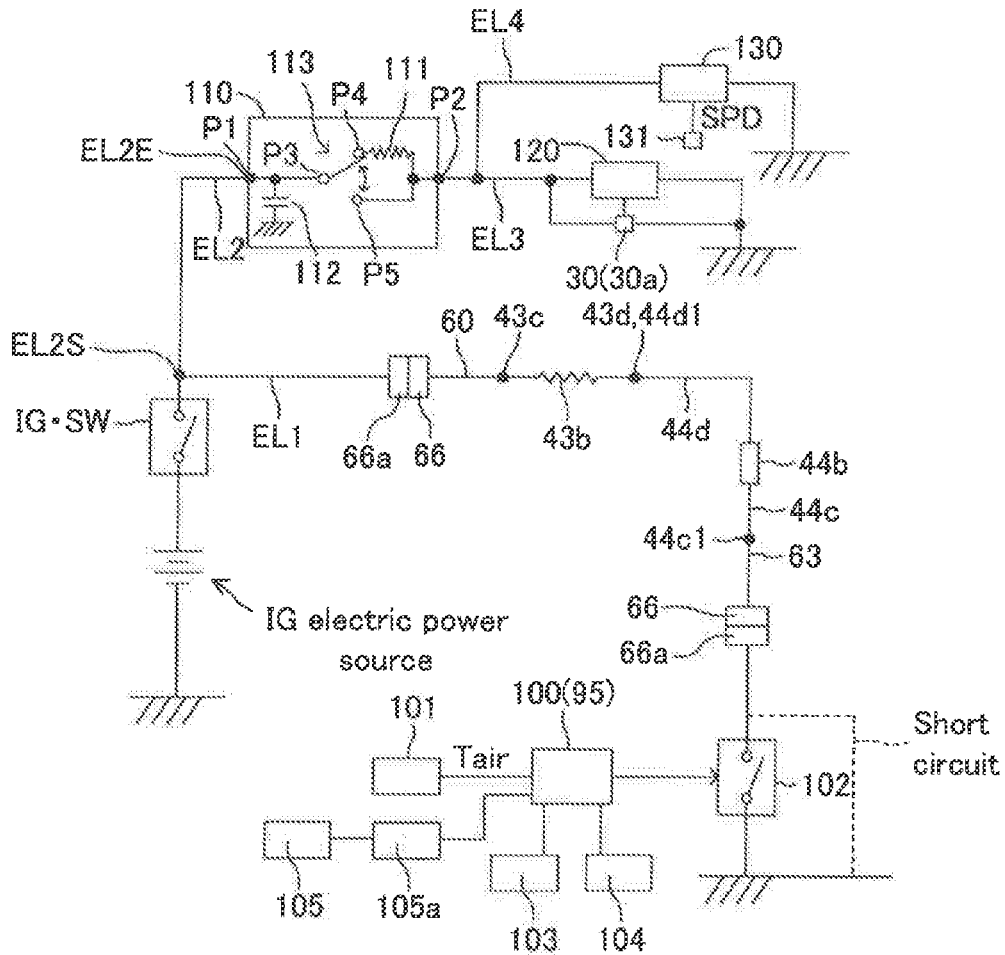 EL4
130
113
111
110
P4
P2
P1
SPD
EL2E
P3
120
131
EL2
112
P5
EL3
30(30a)
43d,44d1
60
43c
EL2S
IG・SW
EL1
66a
66
43b
44d
44b
44c
44c1
63
IG electric power
source
66
66a
101
100(95)
Tair
Short
circuit
102
105
105a
103
104